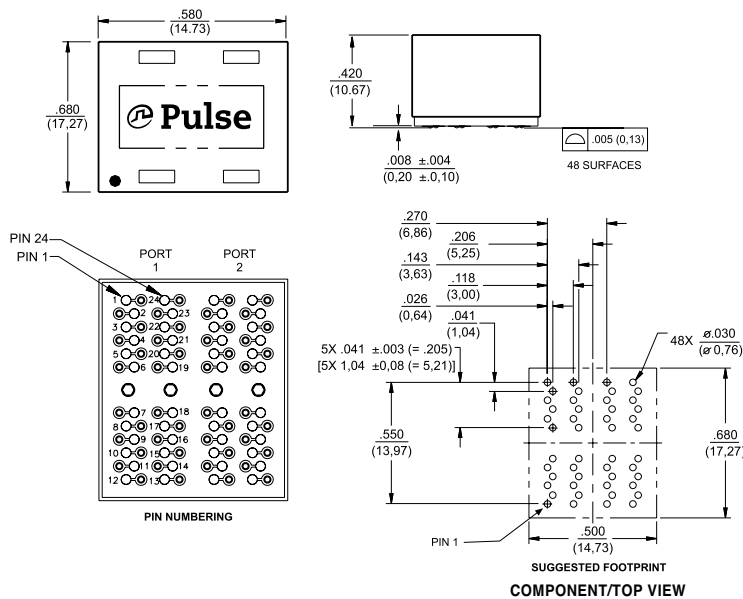 .580
(14.73)
.680
(17,27)
Pulse
.420
(10.67)
.008 ±.004
(0,20 ±.0,10)
.005 (0,13)
48 SURFACES
PIN 24
PIN 1
PORT
1
PORT
2
1 24
2 23
3 22
4 21
5 20
6 19
7 18
8 17
9 16
10 15
11 14
12 13
PIN NUMBERING
.270
(6,86)
.206
(5,25)
.143
(3,63)
.118
(3,00)
.026
(0,64)
.041
(1,04)
5X .041 ±.003 (= .205)
[5X 1,04 ±0,08 (= 5,21)]
48X ø.030
(ø 0,76)
.550
(13,97)
.680
(17,27)
PIN 1
.500
(14,73)
SUGGESTED FOOTPRINT
COMPONENT/TOP VIEW